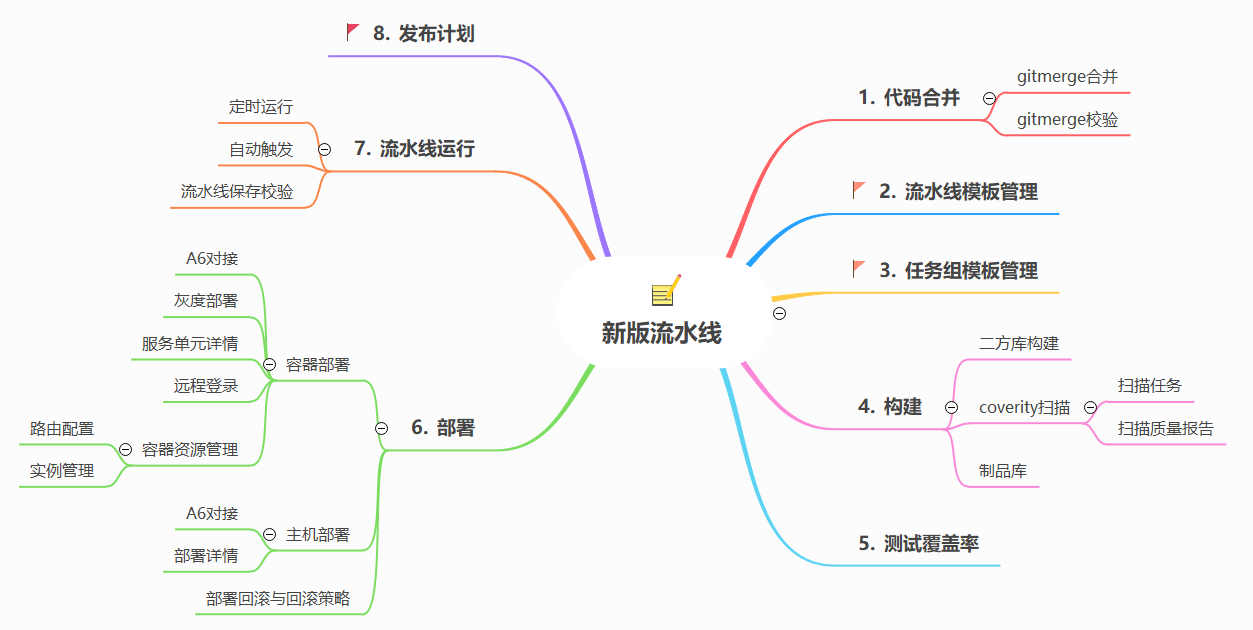 新版流水线
1. 代码合并
gitmerge合并
gitmerge校验
2. 流水线模板管理
3. 任务组模板管理
4. 构建
二方库构建
coverity扫描
扫描任务
扫描质量报告
制品库
5. 测试覆盖率
6. 部署
容器部署
A6对接
灰度部署
服务单元详情
远程登录
容器资源管理
路由配置
实例管理
主机部署
A6对接
部署详情
部署回滚与回滚策略
7. 流水线运行
定时运行
自动触发
流水线保存校验
8. 发布计划